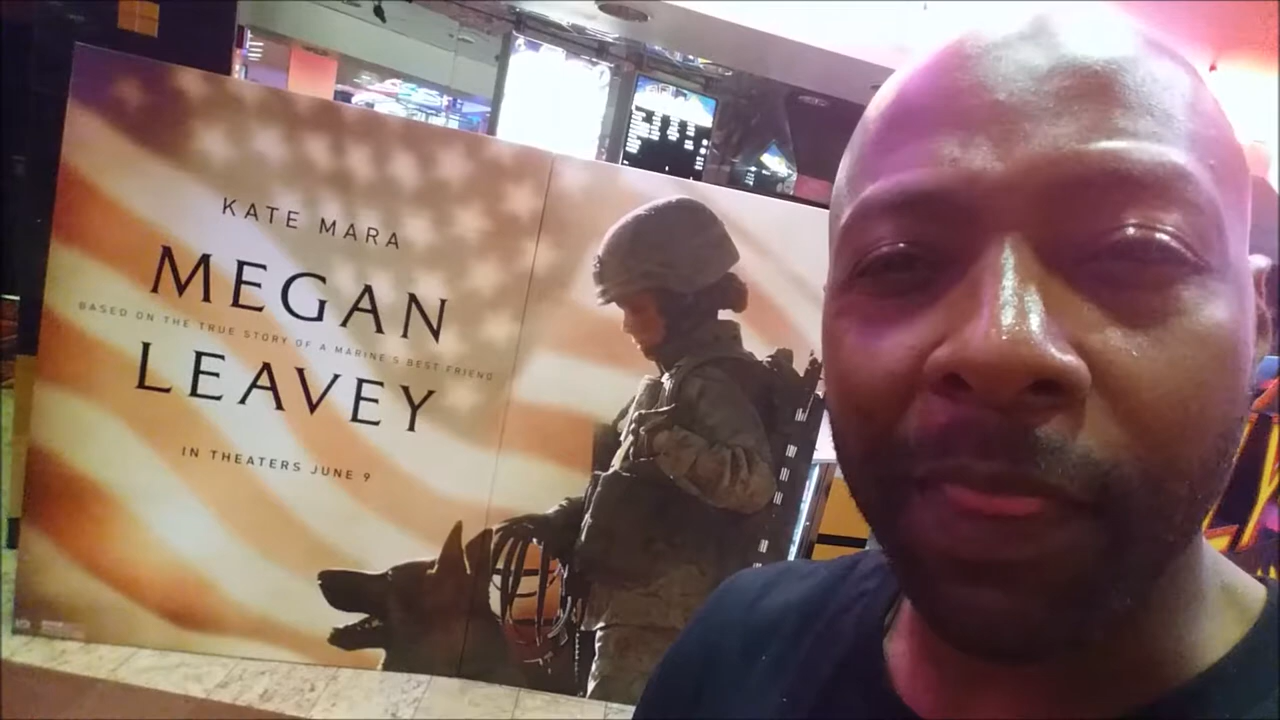 KATE MARA
MEGAN
BASED ON THE TRUE STORY OF A MARINE'S BEST FRIEND
LEAVEY
IN THEATERS JUNE 9